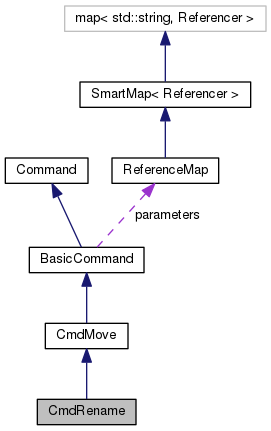 map< std::string, Referencer >
SmartMap< Referencer >
Command
ReferenceMap
parameters
BasicCommand
CmdMove
CmdRename